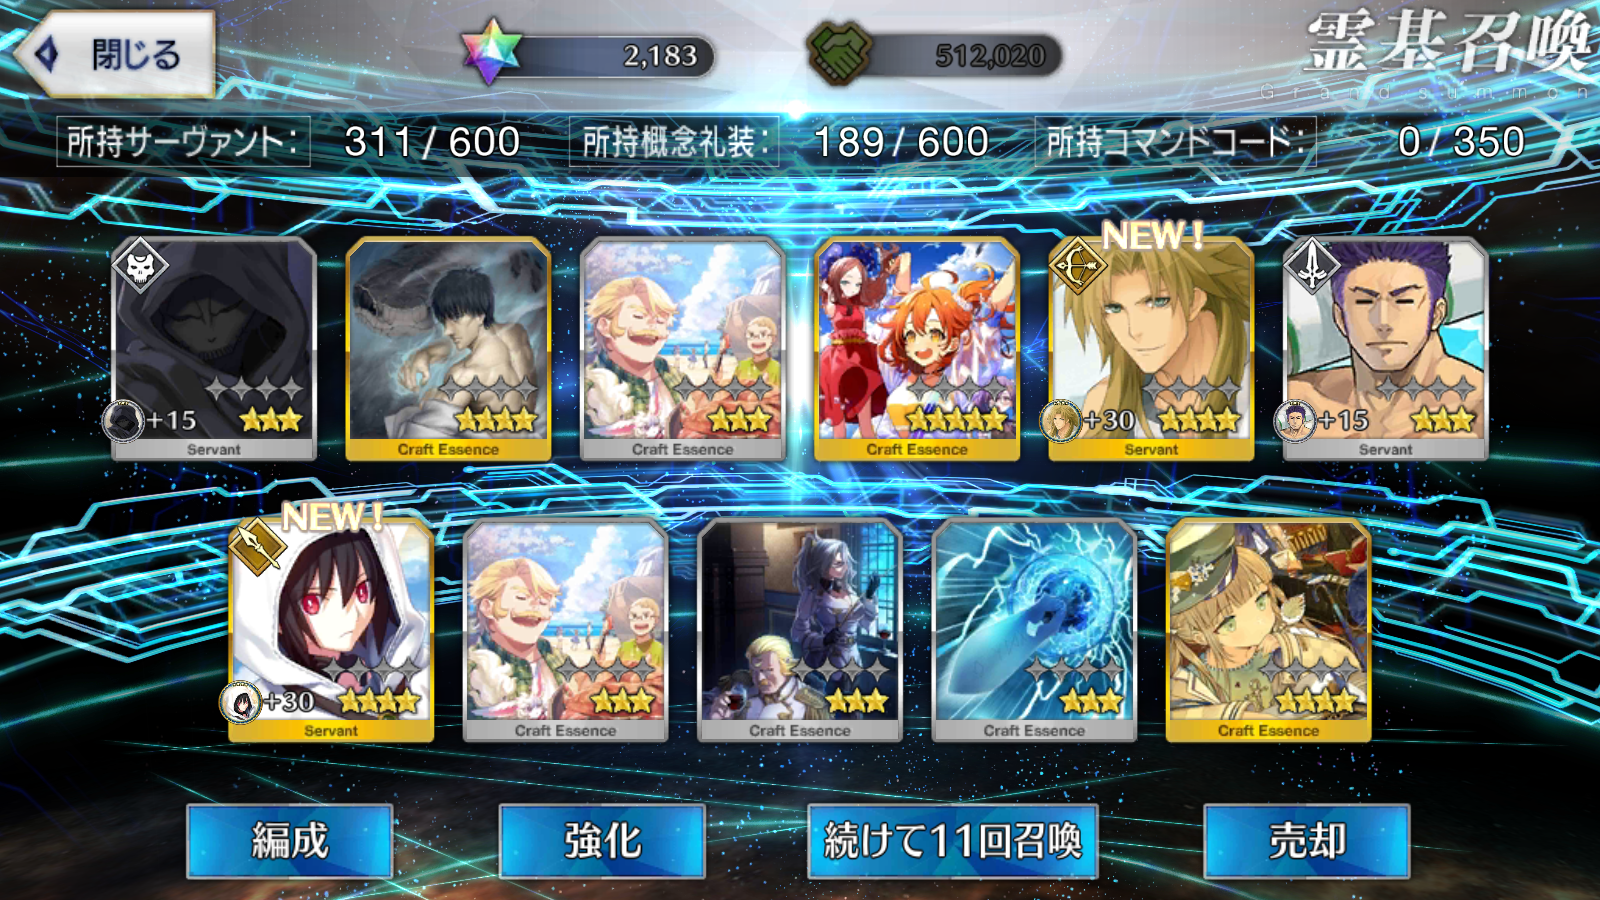 閉じる
2,183
512,020
霊基召喚
Grand summon
所持サーヴァント: 311 / 600
所持概念礼装: 189 / 600
所持コマンドコード: 0 / 350
NEW!
+15
+30
+15
Servant
Craft Essence
Craft Essence
Craft Essence
Servant
Servant
NEW!
+30
Servant
Craft Essence
Craft Essence
Craft Essence
Craft Essence
編成
強化
続けて11回召喚
売却